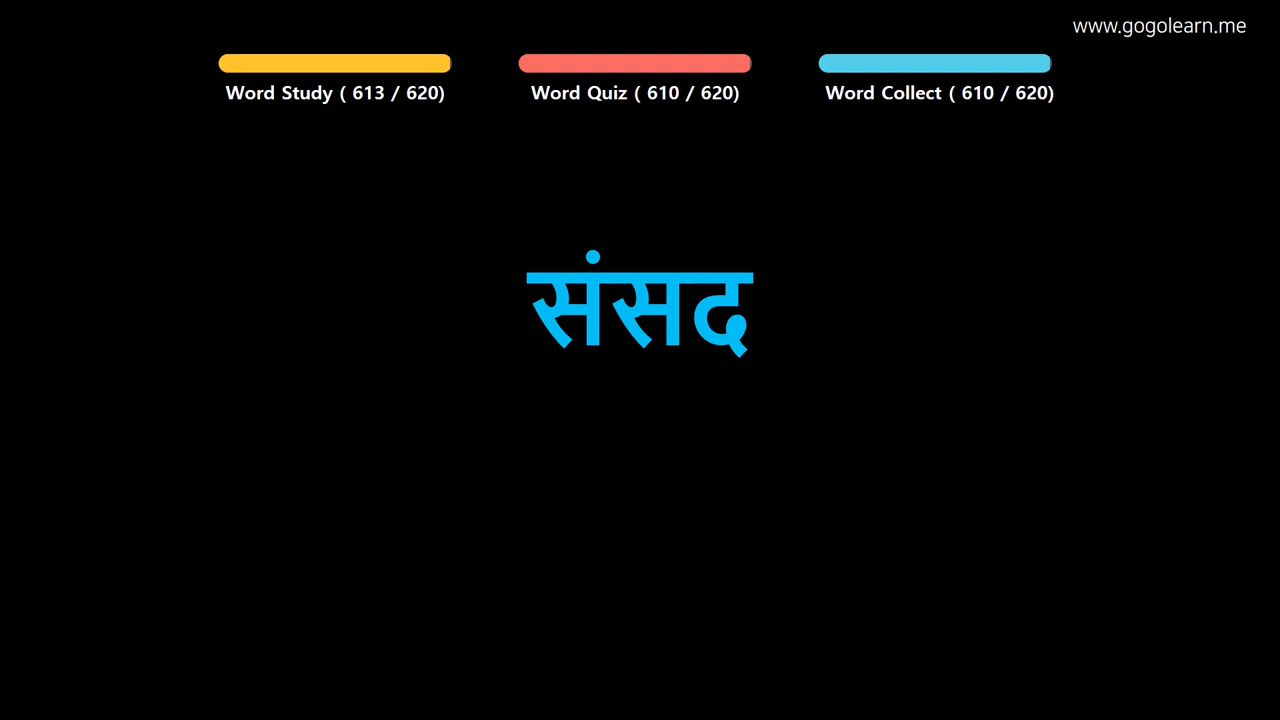 www.gogolearn.me
Word Study ( 613 / 620)
Word Quiz ( 610 / 620)
Word Collect ( 610 / 620)
संसद